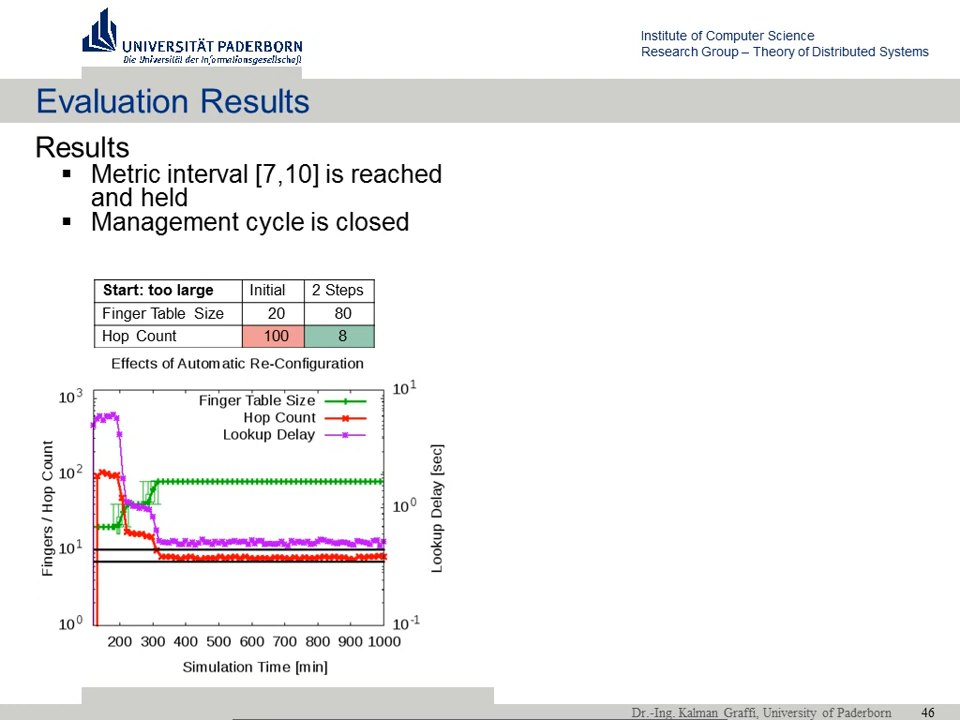 UNIVERSITÄT PADERBORN
Die Universität der Informationsgesellschaft
Institute of Computer Science
Research Group – Theory of Distributed Systems
Evaluation Results
Results
▪ Metric interval [7,10] is reached
and held
▪ Management cycle is closed
Start: too large Initial 2 Steps
Finger Table Size 20 80
Hop Count 100 8
Effects of Automatic Re-Configuration
Finger Table Size
Hop Count
Lookup Delay
10^3
10^2
10^1
10^0
Fingers / Hop Count
10^1
10^0
10^-1
Lookup Delay [sec]
200 300 400 500 600 700 800 900 1000
Simulation Time [min]
Dr.-Ing. Kalman Graffi, University of Paderborn 46